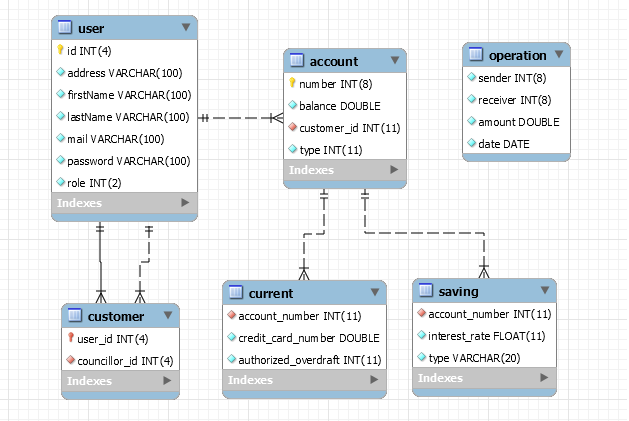 user
id INT(4)
address VARCHAR(100)
firstName VARCHAR(100)
lastName VARCHAR(100)
mail VARCHAR(100)
password VARCHAR(100)
role INT(2)
Indexes
account
number INT(8)
balance DOUBLE
customer_id INT(11)
type INT(11)
Indexes
operation
sender INT(8)
receiver INT(8)
amount DOUBLE
date DATE
customer
user_id INT(4)
councillor_id INT(4)
Indexes
current
account_number INT(11)
credit_card_number DOUBLE
authorized_overdraft INT(11)
Indexes
saving
account_number INT(11)
interest_rate FLOAT(11)
type VARCHAR(20)
Indexes